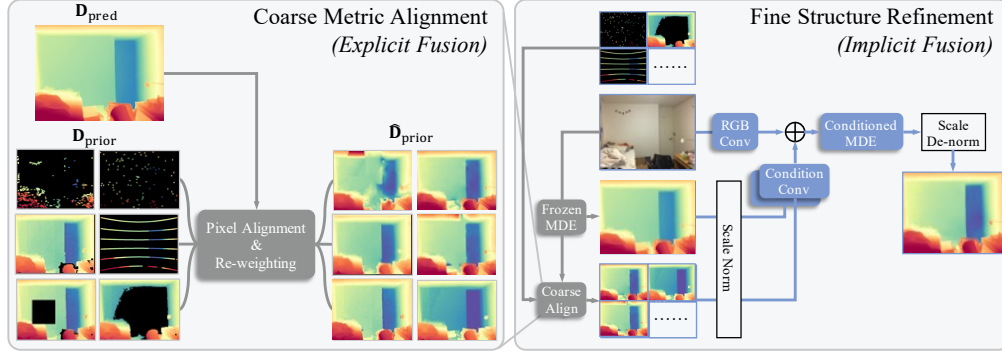 Coarse Metric Alignment
(Explicit Fusion)
D_pred
D_prior
D̂_prior
Pixel Alignment
&
Re-weighting
Fine Structure Refinement
(Implicit Fusion)
......
RGB
Conv
Conditioned
MDE
Scale
De-norm
Condition
Conv
Frozen
MDE
Scale Norm
Coarse
Align
......